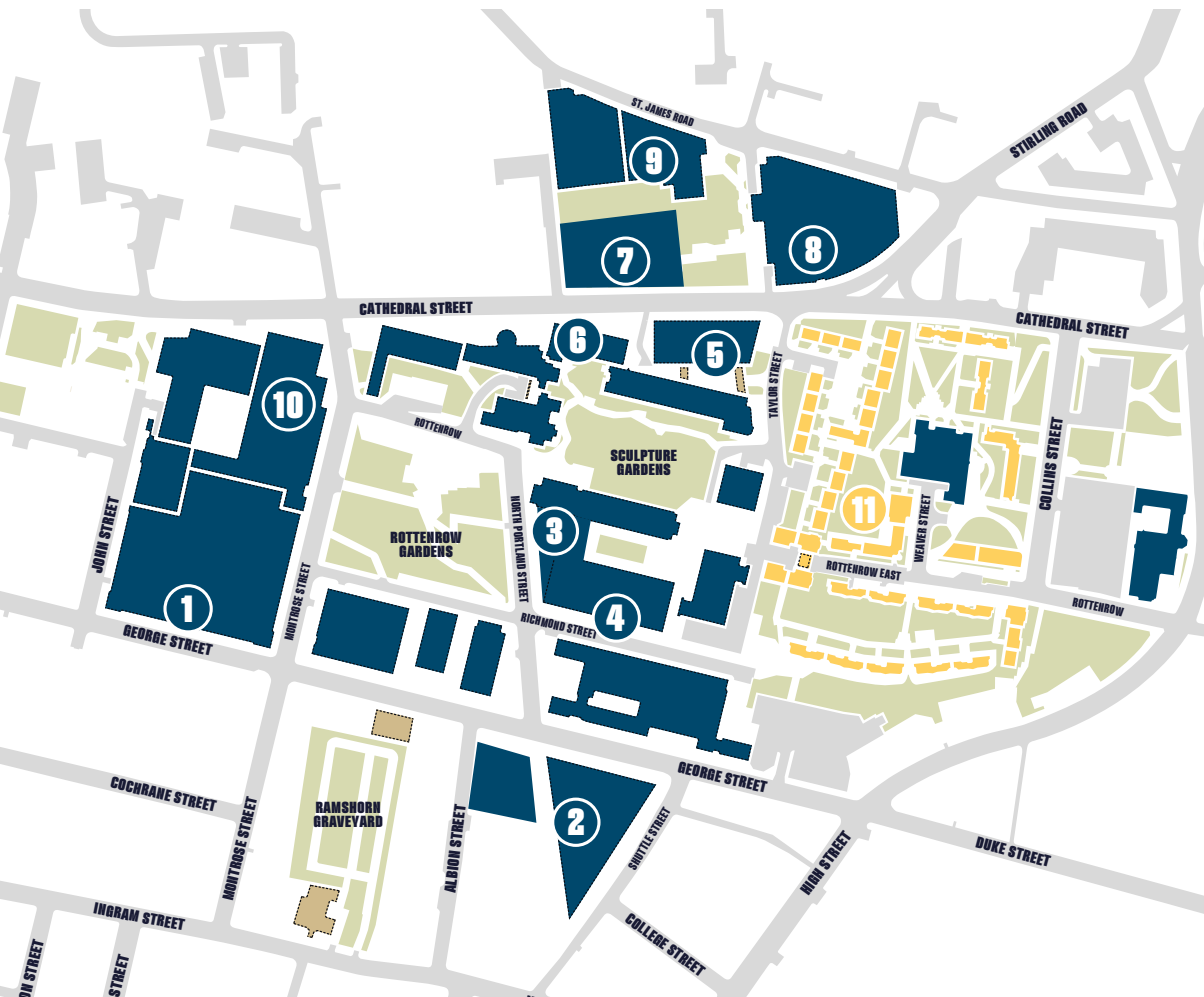 ST. JAMES ROAD
STIRLING ROAD
9
8
7
CATHEDRAL STREET
CATHEDRAL STREET
6
5
TAYLOR STREET
10
ROTTENROW
COLLINS STREET
SCULPTURE
GARDENS
11
WEAVER STREET
JOHN STREET
NORTH PORTLAND STREET
3
ROTTENROW
GARDENS
ROTTENROW EAST
MONTROSE STREET
1
4
ROTTENROW
RICHMOND STREET
GEORGE STREET
GEORGE STREET
COCHRANE STREET
RAMSHORN
GRAVEYARD
2
MONTROSE STREET
ALBION STREET
SHUTTLE STREET
HIGH STREET
DUKE STREET
INGRAM STREET
COLLEGE STREET
ON STREET
STREET